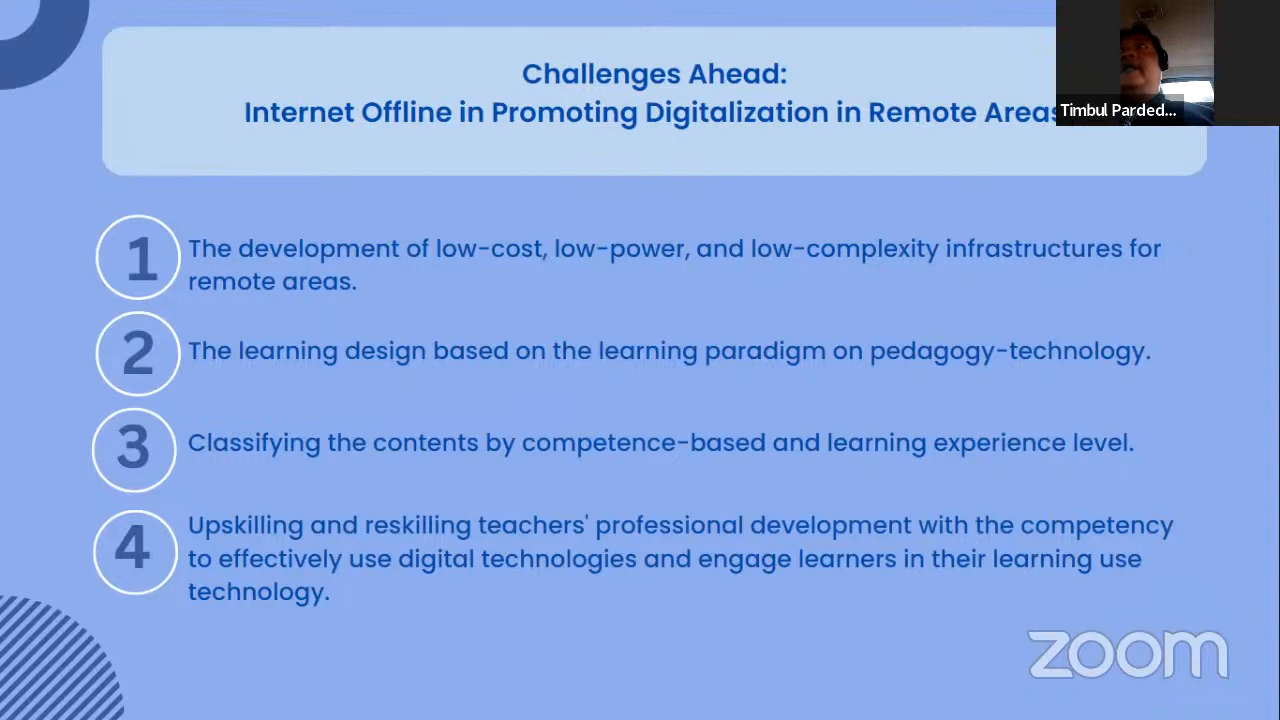 Challenges Ahead:
Internet Offline in Promoting Digitalization in Remote Areas
Timbul Parded...
1
The development of low-cost, low-power, and low-complexity infrastructures for
remote areas.
2
The learning design based on the learning paradigm on pedagogy-technology.
3
Classifying the contents by competence-based and learning experience level.
4
Upskilling and reskilling teachers' professional development with the competency
to effectively use digital technologies and engage learners in their learning use
technology.
zoom